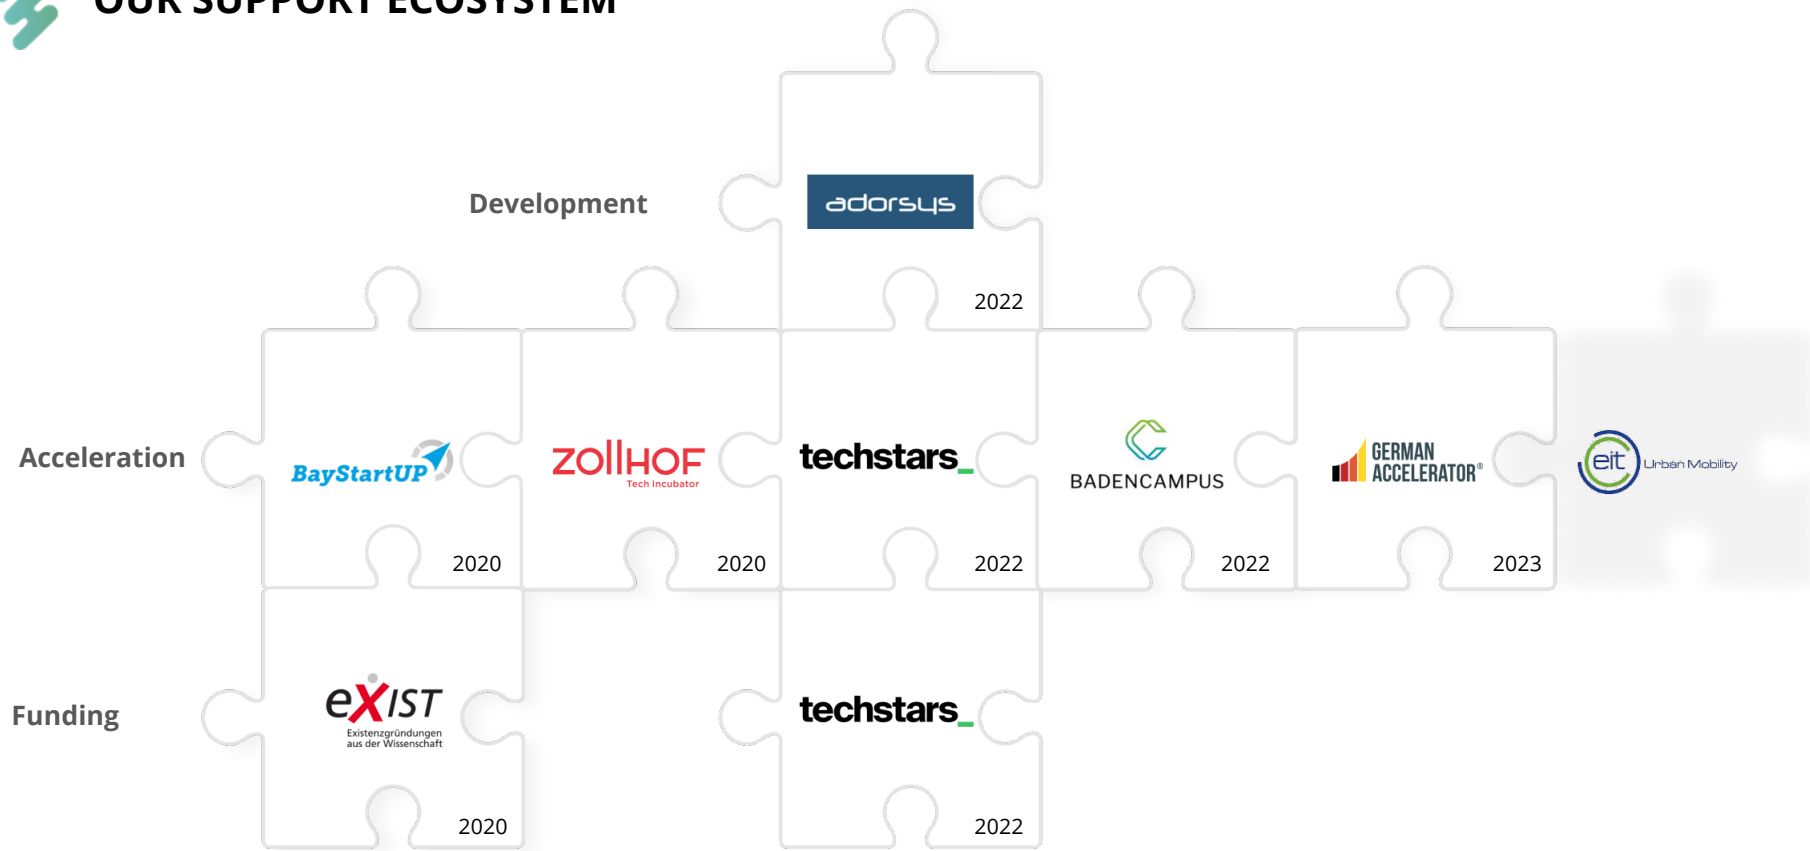 OUR SUPPORT ECOSYSTEM
Development
adorsys
2022
Acceleration
BayStartUP
2020
ZOLLHOF
Tech Incubator
2020
techstars_
2022
BADENCAMPUS
2022
GERMAN
ACCELERATOR®
2023
eit Urban Mobility
Funding
eXIST
Existenzgründungen
aus der Wissenschaft
2020
techstars_
2022